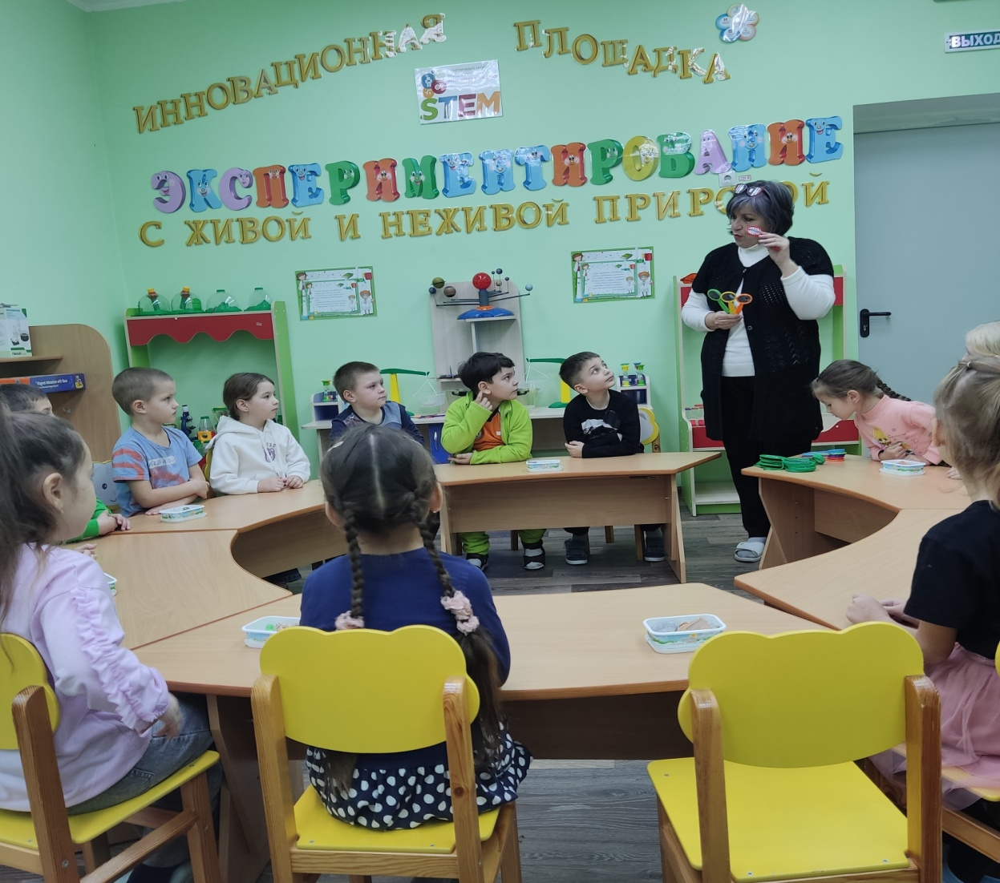 ИННОВАЦИОННАЯ ПЛОЩАДКА
ВЫХОД
STEM
ЭКСПЕРИМЕНТИРОВАНИЕ
С ЖИВОЙ И НЕЖИВОЙ ПРИРОДОЙ